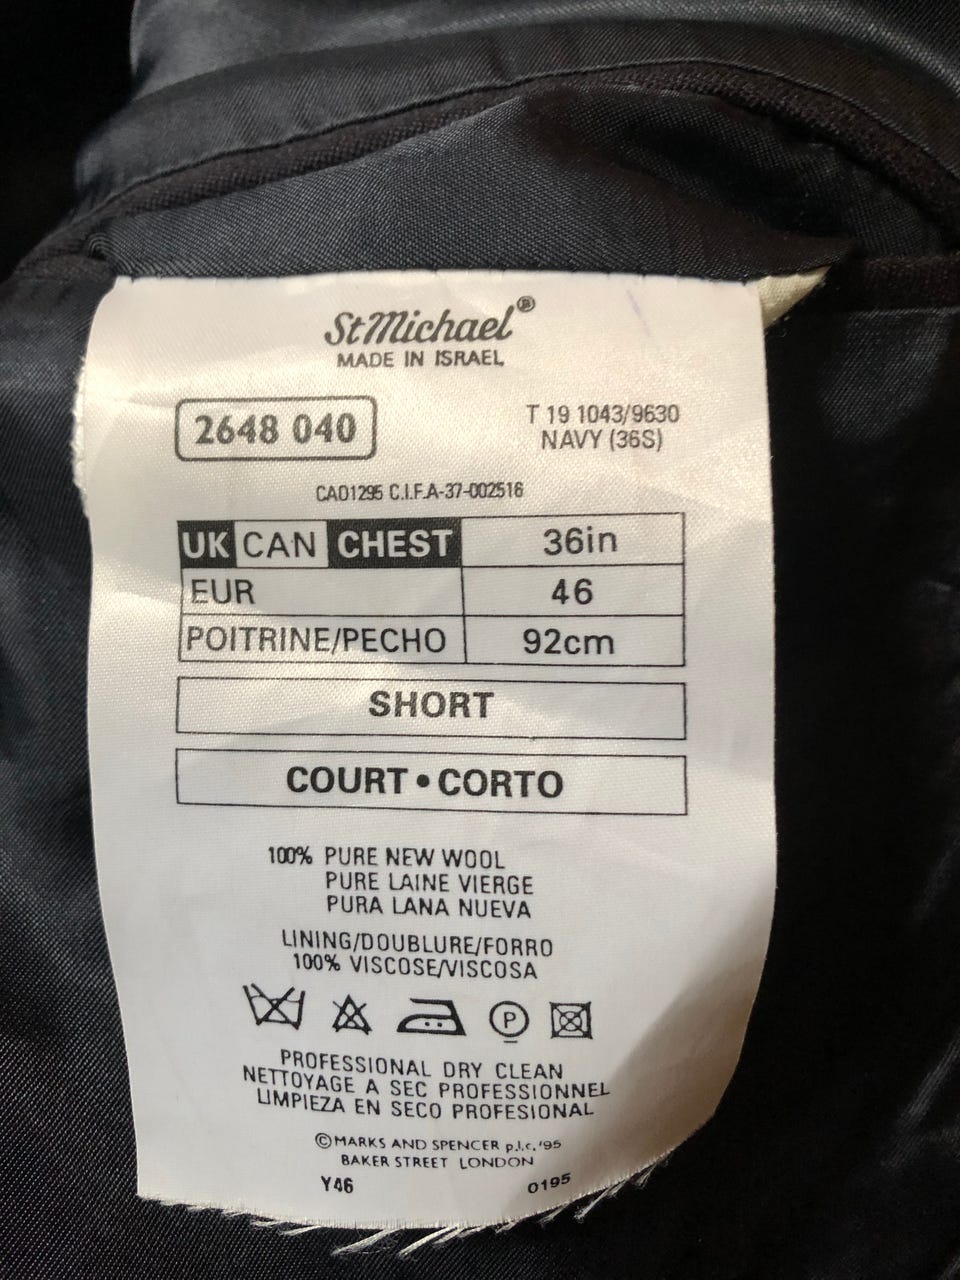 StMichael®
MADE IN ISRAEL
2648 040
T 19 1043/9630
NAVY (36S)
CA01295 C.I.F.A-37-002516
UK CAN CHEST 36in
EUR 46
POITRINE/PECHO 92cm
SHORT
COURT • CORTO
100% PURE NEW WOOL
PURE LAINE VIERGE
PURA LANA NUEVA
LINING/DOUBLURE/FORRO
100% VISCOSE/VISCOSA
P
PROFESSIONAL DRY CLEAN
NETTOYAGE A SEC PROFESSIONNEL
LIMPIEZA EN SECO PROFESIONAL
©MARKS AND SPENCER p.l.c. '95
BAKER STREET LONDON
Y46 0195